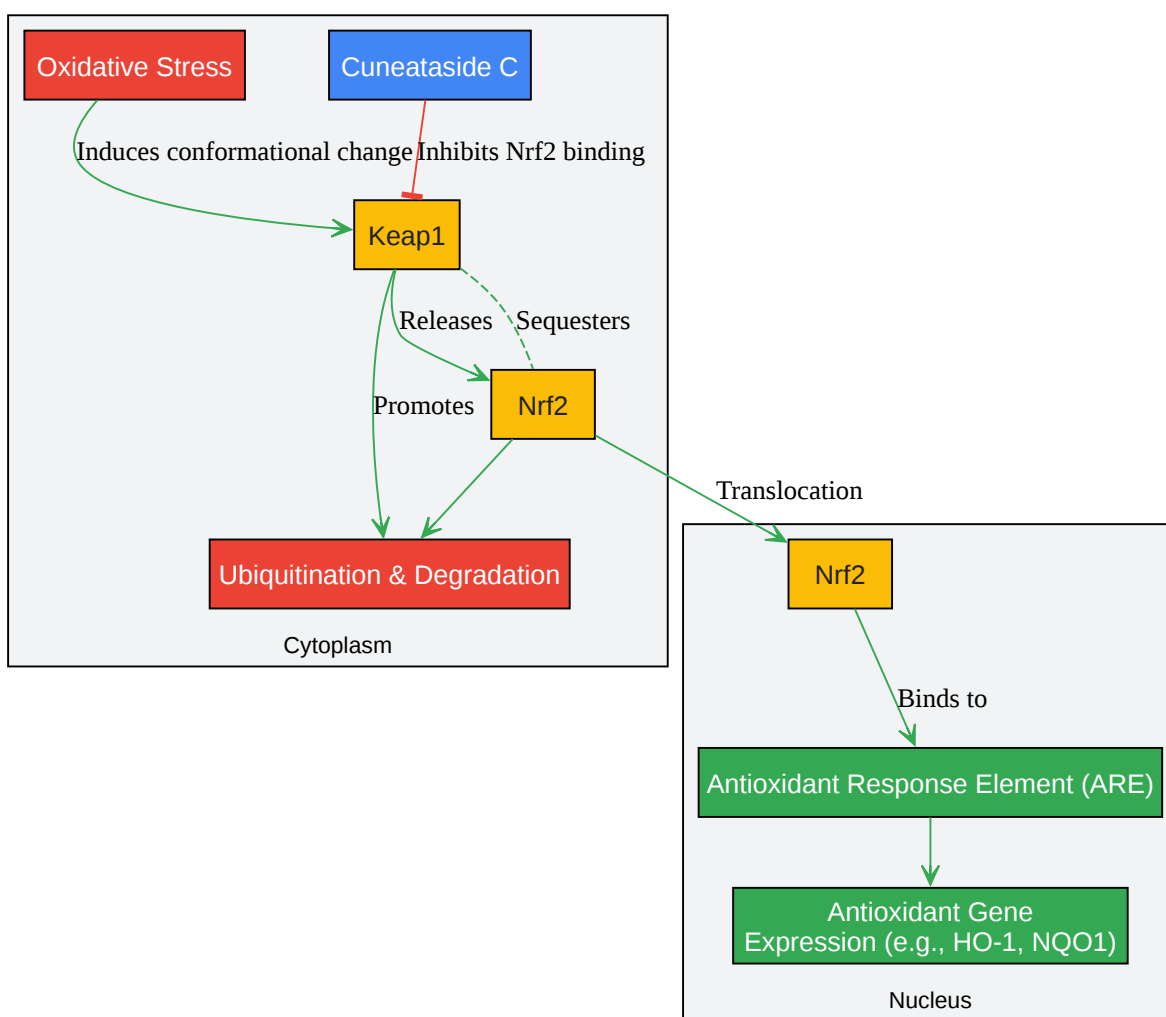 Oxidative Stress
Cuneataside C
Induces conformational change
Inhibits Nrf2 binding
Keap1
Releases
Sequesters
Nrf2
Promotes
Translocation
Ubiquitination & Degradation
Nrf2
Cytoplasm
Binds to
Antioxidant Response Element (ARE)
Antioxidant Gene
Expression (e.g., HO-1, NQO1)
Nucleus